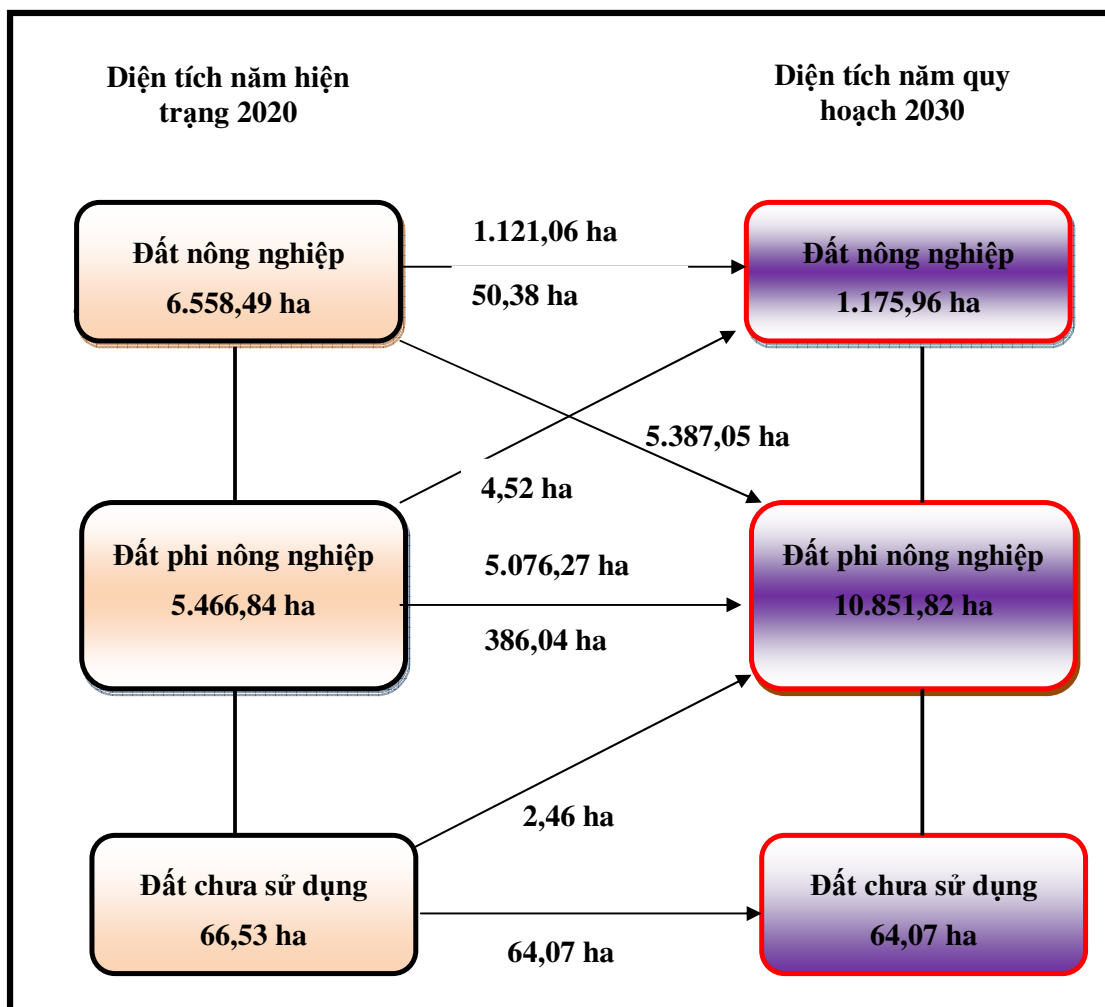 Diện tích năm hiện
trạng 2020
Diện tích năm quy
hoạch 2030
Đất nông nghiệp
6.558,49 ha
1.121,06 ha
50,38 ha
Đất nông nghiệp
1.175,96 ha
5.387,05 ha
4,52 ha
Đất phi nông nghiệp
5.466,84 ha
5.076,27 ha
386,04 ha
Đất phi nông nghiệp
10.851,82 ha
2,46 ha
Đất chưa sử dụng
66,53 ha
64,07 ha
Đất chưa sử dụng
64,07 ha